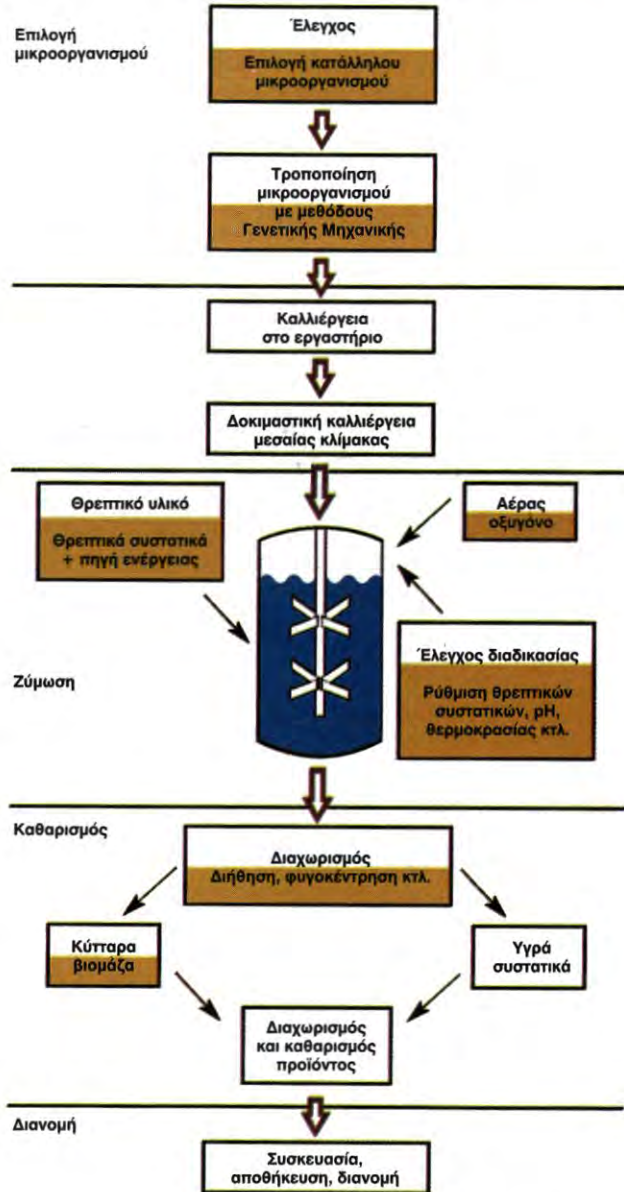 Επιλογή
μικροοργανισμού
Έλεγχος
Επιλογή κατάλληλου
μικροοργανισμού
Τροποποίηση
μικροοργανισμού
με μεθόδους
Γενετικής Μηχανικής
Καλλιέργεια
στο εργαστήριο
Δοκιμαστική καλλιέργεια
μεσαίας κλίμακας
Θρεπτικό υλικό
Θρεπτικά συστατικά
+ πηγή ενέργειας
Αέρας
οξυγόνο
Ζύμωση
Έλεγχος διαδικασίας
Ρύθμιση θρεπτικών
συστατικών, pH,
θερμοκρασίας κτλ.
Καθαρισμός
Διαχωρισμός
Διήθηση, φυγοκέντρηση κτλ.
Κύτταρα
βιομάζα
Υγρά
συστατικά
Διαχωρισμός
και καθαρισμός
προϊόντος
Διανομή
Συσκευασία,
αποθήκευση, διανομή